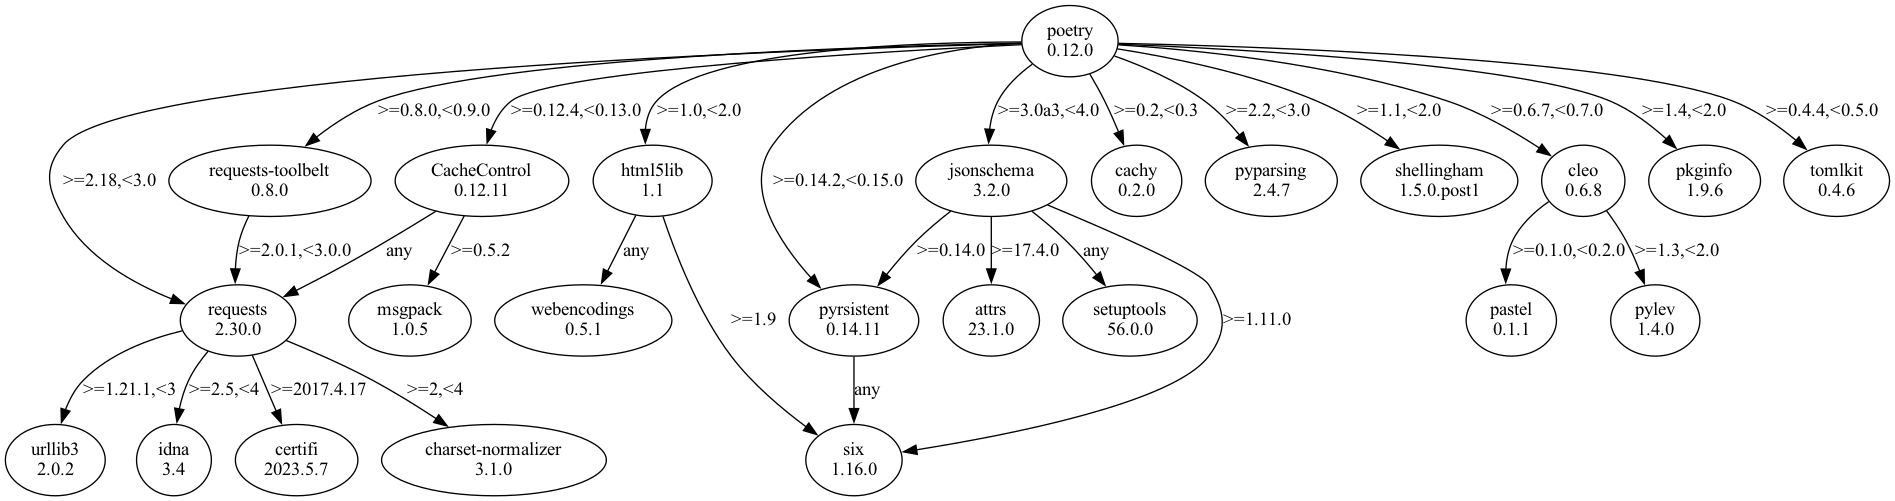 poetry
0.12.0
>=0.8.0,<0.9.0
>=0.12.4,<0.13.0
>=1.0,<2.0
>=3.0a3,<4.0
>=0.2,<0.3
>=2.2,<3.0
>=1.1,<2.0
>=0.6.7,<0.7.0
>=1.4,<2.0
>=0.4.4,<0.5.0
>=2.18,<3.0
requests-toolbelt
0.8.0
CacheControl
0.12.11
html5lib
1.1
>=0.14.2,<0.15.0
jsonschema
3.2.0
cachy
0.2.0
pyparsing
2.4.7
shellingham
1.5.0.post1
cleo
0.6.8
pkginfo
1.9.6
tomlkit
0.4.6
>=2.0.1,<3.0.0
any
>=0.5.2
any
>=0.14.0
>=17.4.0
any
>=0.1.0,<0.2.0
>=1.3,<2.0
requests
2.30.0
msgpack
1.0.5
webencodings
0.5.1
>=1.9
pyrsistent
0.14.11
attrs
23.1.0
setuptools
56.0.0
>=1.11.0
pastel
0.1.1
pylev
1.4.0
>=1.21.1,<3
>=2.5,<4
>=2017.4.17
>=2,<4
any
urllib3
2.0.2
idna
3.4
certifi
2023.5.7
charset-normalizer
3.1.0
six
1.16.0